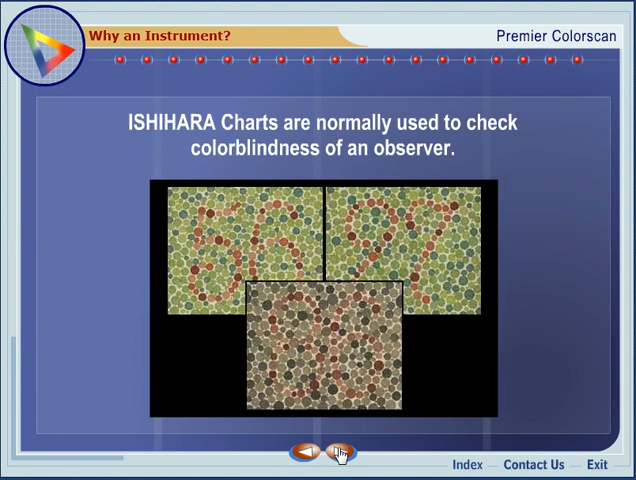 Why an Instrument?
Premier Colorscan
ISHIHARA Charts are normally used to check
colorblindness of an observer.
Index
Contact Us
Exit